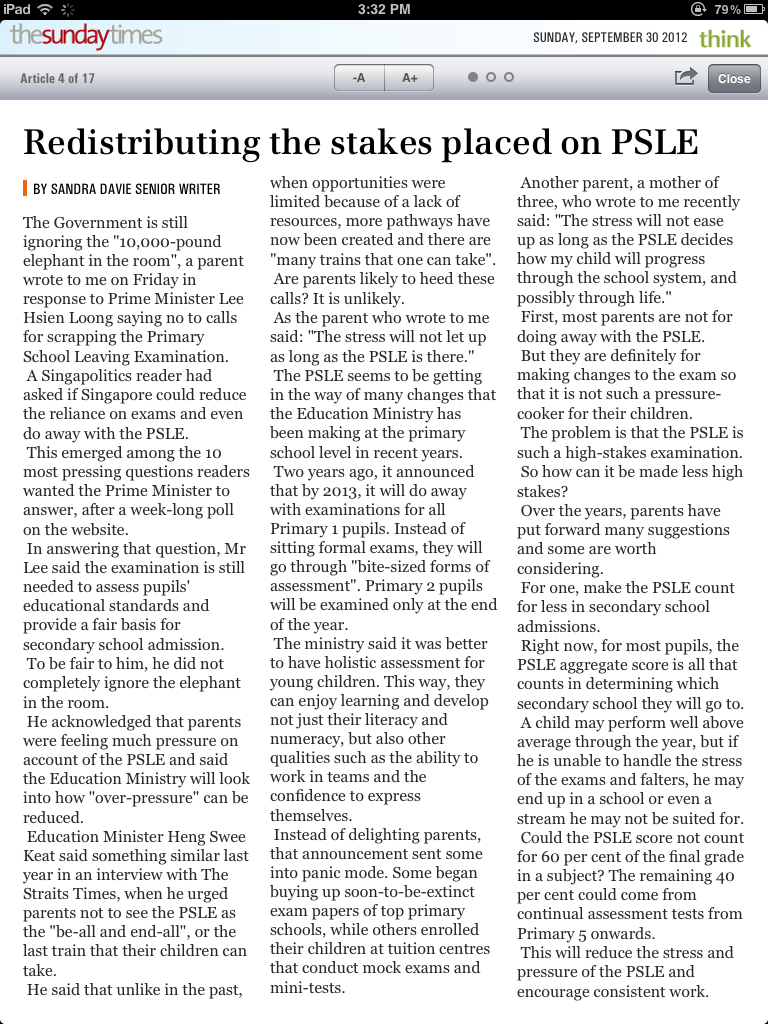 iPad
3:32 PM
79%
thesundaytimes
SUNDAY, SEPTEMBER 30 2012
think
Article 4 of 17
-A
A+
Close
Redistributing the stakes placed on PSLE
BY SANDRA DAVIE SENIOR WRITER
The Government is still
ignoring the "10,000-pound
elephant in the room", a parent
wrote to me on Friday in
response to Prime Minister Lee
Hsien Loong saying no to calls
for scrapping the Primary
School Leaving Examination.
A Singapolitics reader had
asked if Singapore could reduce
the reliance on exams and even
do away with the PSLE.
This emerged among the 10
most pressing questions readers
wanted the Prime Minister to
answer, after a week-long poll
on the website.
In answering that question, Mr
Lee said the examination is still
needed to assess pupils'
educational standards and
provide a fair basis for
secondary school admission.
To be fair to him, he did not
completely ignore the elephant
in the room.
He acknowledged that parents
were feeling much pressure on
account of the PSLE and said
the Education Ministry will look
into how "over-pressure" can be
reduced.
Education Minister Heng Swee
Keat said something similar last
year in an interview with The
Straits Times, when he urged
parents not to see the PSLE as
the "be-all and end-all", or the
last train that their children can
take.
He said that unlike in the past,
when opportunities were
limited because of a lack of
resources, more pathways have
now been created and there are
"many trains that one can take".
Are parents likely to heed these
calls? It is unlikely.
As the parent who wrote to me
said: "The stress will not let up
as long as the PSLE is there."
The PSLE seems to be getting
in the way of many changes that
the Education Ministry has
been making at the primary
school level in recent years.
Two years ago, it announced
that by 2013, it will do away
with examinations for all
Primary 1 pupils. Instead of
sitting formal exams, they will
go through "bite-sized forms of
assessment". Primary 2 pupils
will be examined only at the end
of the year.
The ministry said it was better
to have holistic assessment for
young children. This way, they
can enjoy learning and develop
not just their literacy and
numeracy, but also other
qualities such as the ability to
work in teams and the
confidence to express
themselves.
Instead of delighting parents,
that announcement sent some
into panic mode. Some began
buying up soon-to-be-extinct
exam papers of top primary
schools, while others enrolled
their children at tuition centres
that conduct mock exams and
mini-tests.
Another parent, a mother of
three, who wrote to me recently
said: "The stress will not ease
up as long as the PSLE decides
how my child will progress
through the school system, and
possibly through life."
First, most parents are not for
doing away with the PSLE.
But they are definitely for
making changes to the exam so
that it is not such a pressure-
cooker for their children.
The problem is that the PSLE is
such a high-stakes examination.
So how can it be made less high
stakes?
Over the years, parents have
put forward many suggestions
and some are worth
considering.
For one, make the PSLE count
for less in secondary school
admissions.
Right now, for most pupils, the
PSLE aggregate score is all that
counts in determining which
secondary school they will go to.
A child may perform well above
average through the year, but if
he is unable to handle the stress
of the exams and falters, he may
end up in a school or even a
stream he may not be suited for.
Could the PSLE score not count
for 60 per cent of the final grade
in a subject? The remaining 40
per cent could come from
continual assessment tests from
Primary 5 onwards.
This will reduce the stress and
pressure of the PSLE and
encourage consistent work.